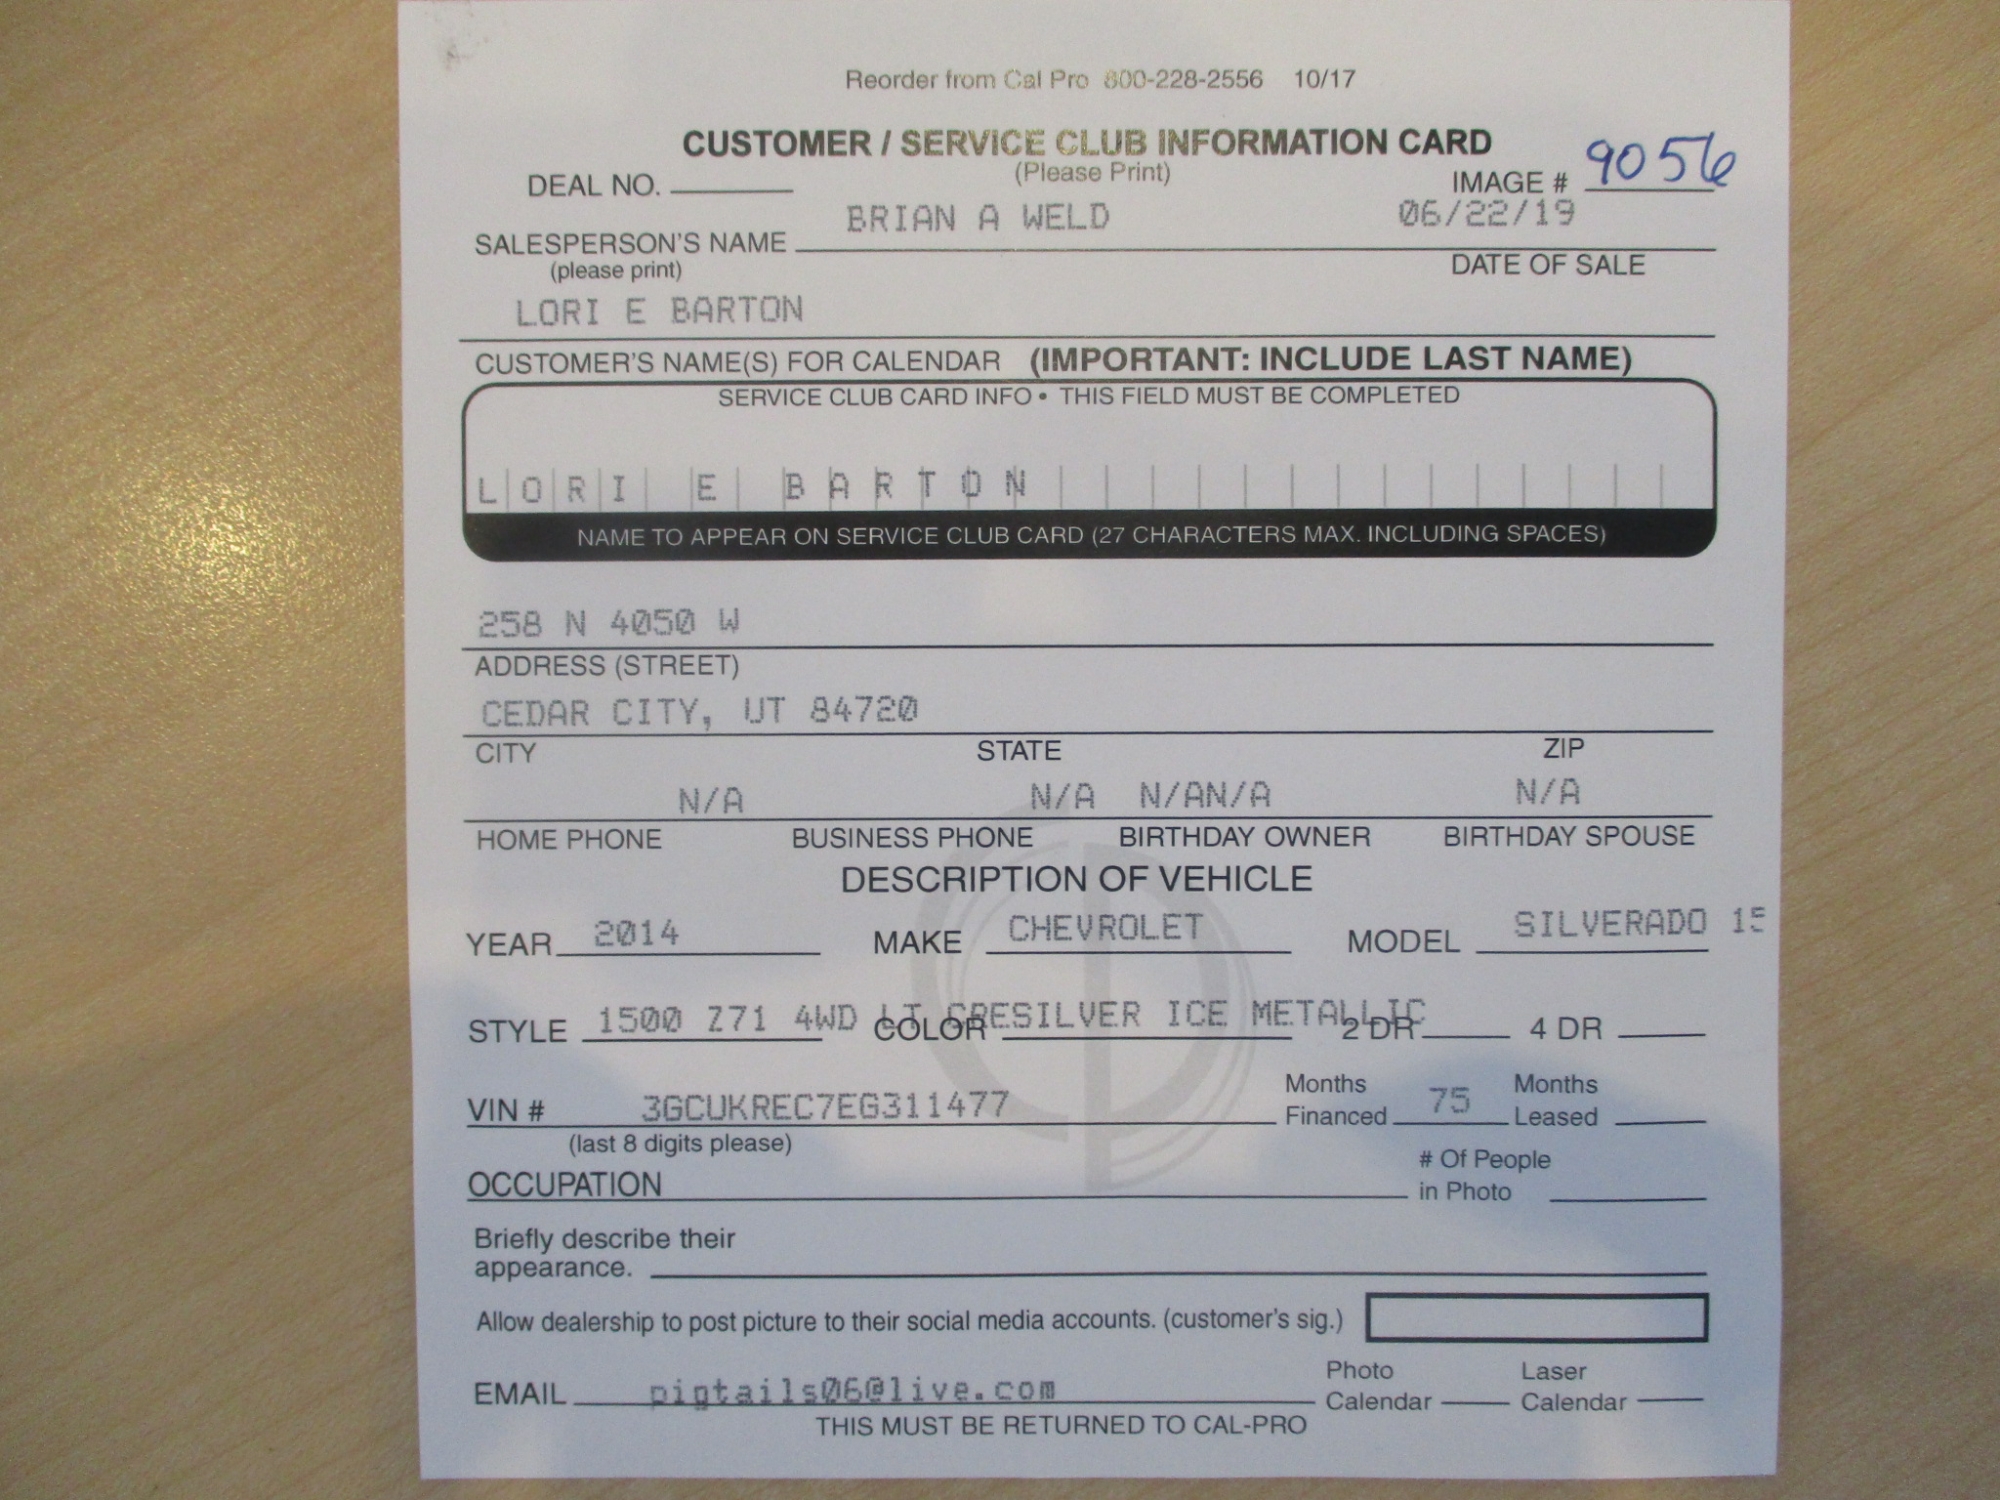 Reorder from Cal Pro 800-228-2556 10/17
CUSTOMER / SERVICE CLUB INFORMATION CARD
(Please Print)
DEAL NO. IMAGE # 9056
BRIAN A WELD 06/22/19
SALESPERSON'S NAME
(please print) DATE OF SALE
LORI E BARTON
CUSTOMER'S NAME(S) FOR CALENDAR (IMPORTANT: INCLUDE LAST NAME)
SERVICE CLUB CARD INFO • THIS FIELD MUST BE COMPLETED
LORI E BARTON
NAME TO APPEAR ON SERVICE CLUB CARD (27 CHARACTERS MAX. INCLUDING SPACES)
258 N 4050 W
ADDRESS (STREET)
CEDAR CITY, UT 84720
CITY STATE ZIP
N/A N/A N/AN/A N/A
HOME PHONE BUSINESS PHONE BIRTHDAY OWNER BIRTHDAY SPOUSE
DESCRIPTION OF VEHICLE
YEAR 2014 MAKE CHEVROLET MODEL SILVERADO 15
STYLE 1500 Z71 4WD LT CRESILVER ICE METALLIC COLOR 2 DR 4 DR
VIN # 3GCUKREC7EG311477 Months Financed 75 Months Leased
(last 8 digits please)
OCCUPATION # Of People in Photo
Briefly describe their
appearance.
Allow dealership to post picture to their social media accounts. (customer's sig.)
EMAIL pigtails06@live.com Photo Calendar Laser Calendar
THIS MUST BE RETURNED TO CAL-PRO